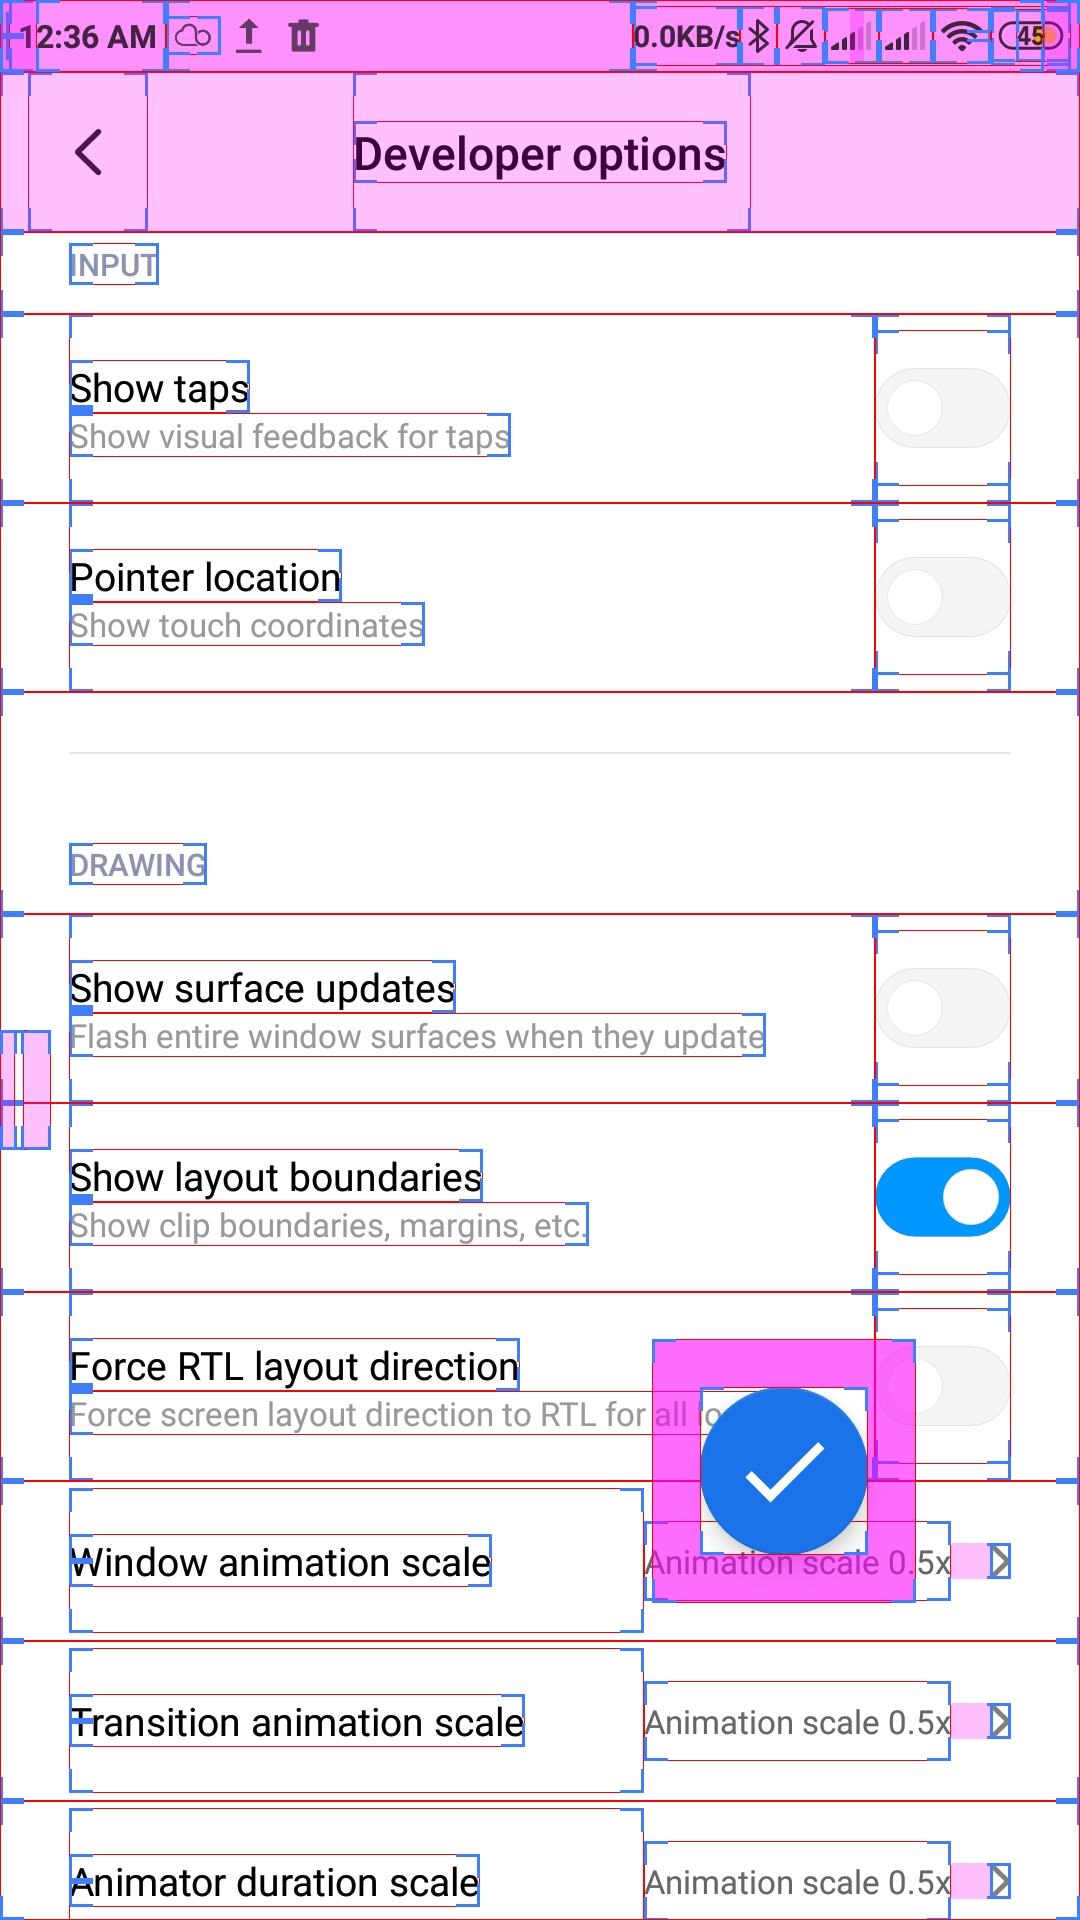 12:36 AM 0.0KB/s 45
Developer options
INPUT
Show taps
Show visual feedback for taps
Pointer location
Show touch coordinates
DRAWING
Show surface updates
Flash entire window surfaces when they update
Show layout boundaries
Show clip boundaries, margins, etc.
Force RTL layout direction
Force screen layout direction to RTL for all
Window animation scale
Animation scale 0.5x
Transition animation scale
Animation scale 0.5x
Animator duration scale
Animation scale 0.5x